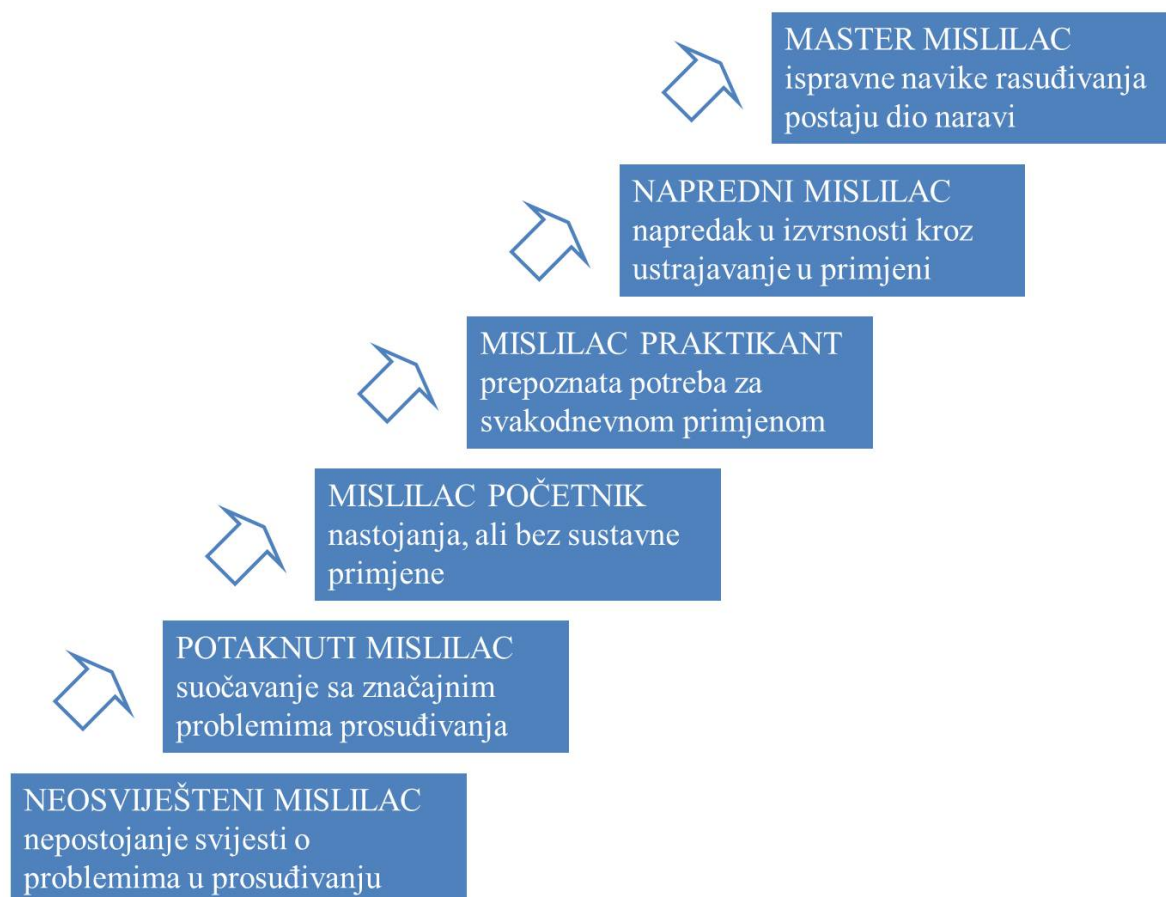 MASTER MISLILAC
ispravne navike rasuđivanja
postaju dio naravi
NAPREDNI MISLILAC
napredak u izvrsnosti kroz
ustrajavanje u primjeni
MISLILAC PRAKTIKANT
prepoznata potreba za
svakodnevnom primjenom
MISLILAC POČETNIK
nastojanja, ali bez sustavne
primjene
POTAKNUTI MISLILAC
suočavanje sa značajnim
problemima prosuđivanja
NEOSVIJEŠTENI MISLILAC
nepostojanje svijesti o
problemima u prosuđivanju